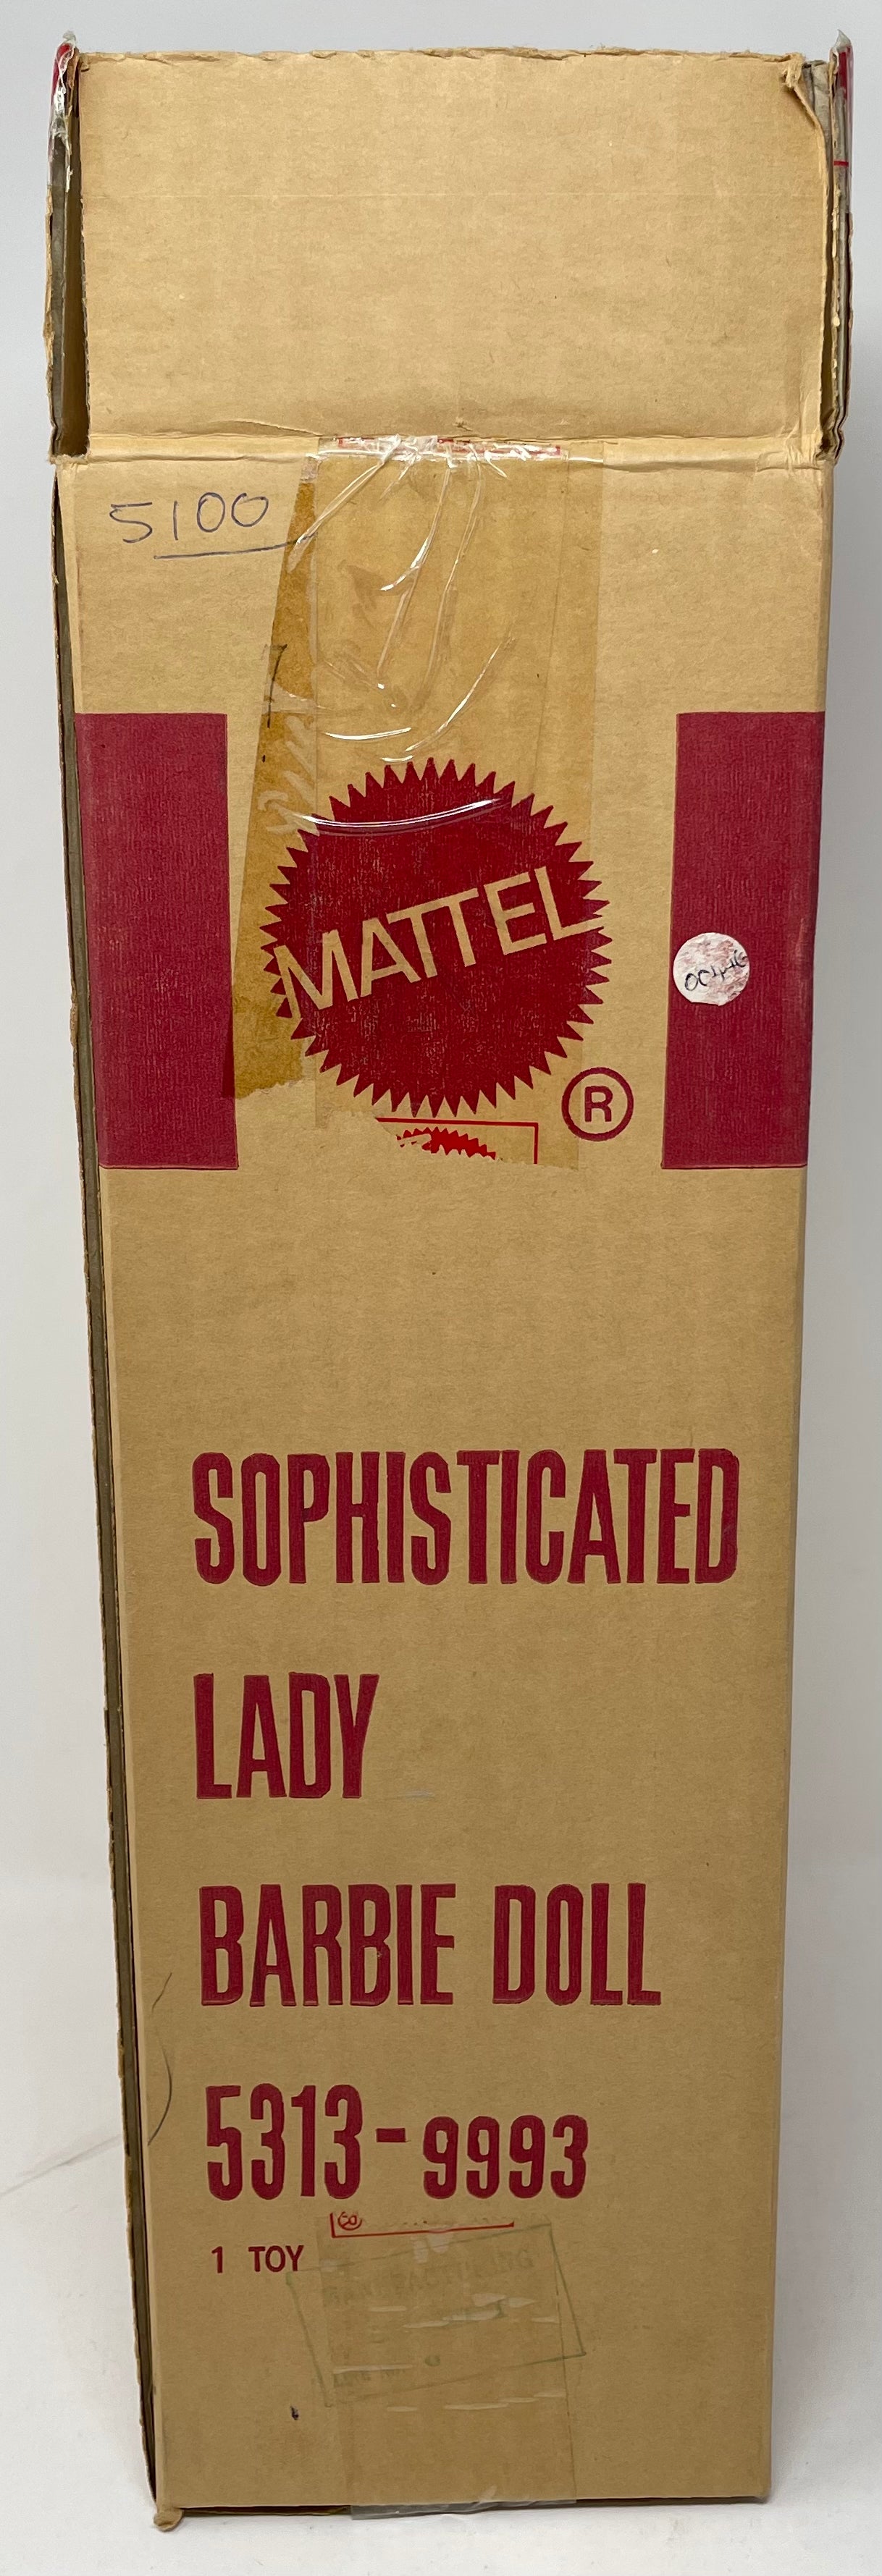 5100
MATTEL
®
SOPHISTICATED
LADY
BARBIE DOLL
5313-9993
1 TOY